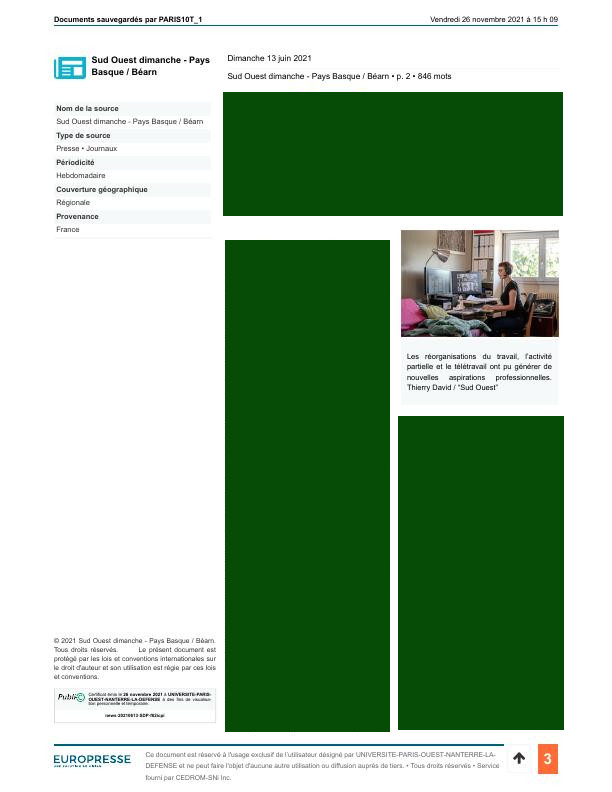 Documents sauvegardés par PARIS10T_1
Vendredi 26 novembre 2021 à 15 h 09
Sud Ouest dimanche - Pays
Basque / Béarn
Dimanche 13 juin 2021
Sud Ouest dimanche - Pays Basque / Béarn • p. 2 • 846 mots
Nom de la source
Sud Ouest dimanche - Pays Basque / Béarn
Type de source
Presse • Journaux
Périodicité
Hebdomadaire
Couverture géographique
Régionale
Provenance
France
Les réorganisations du travail, l'activité
partielle et le télétravail ont pu générer de
nouvelles aspirations professionnelles.
Thierry David / "Sud Ouest"
© 2021 Sud Ouest dimanche - Pays Basque / Béarn.
Tous droits réservés. Le présent document est
protégé par les lois et conventions internationales sur
le droit d'auteur et son utilisation est régie par ces lois
et conventions.
Public ©
Certificat émis le 26 novembre 2021 à UNIVERSITE-PARIS-
OUEST-NANTERRE-LA-DEFENSE à des fins de visualisa-
tion personnelle et temporaire.
EUROPRESSE
Ce document est réservé à l'usage exclusif de l'utilisateur désigné par UNIVERSITE-PARIS-OUEST-NANTERRE-LA-
DEFENSE et ne peut faire l'objet d'aucune autre utilisation ou diffusion auprès de tiers. • Tous droits réservés • Service
fourni par CEDROM-SNi Inc.
3